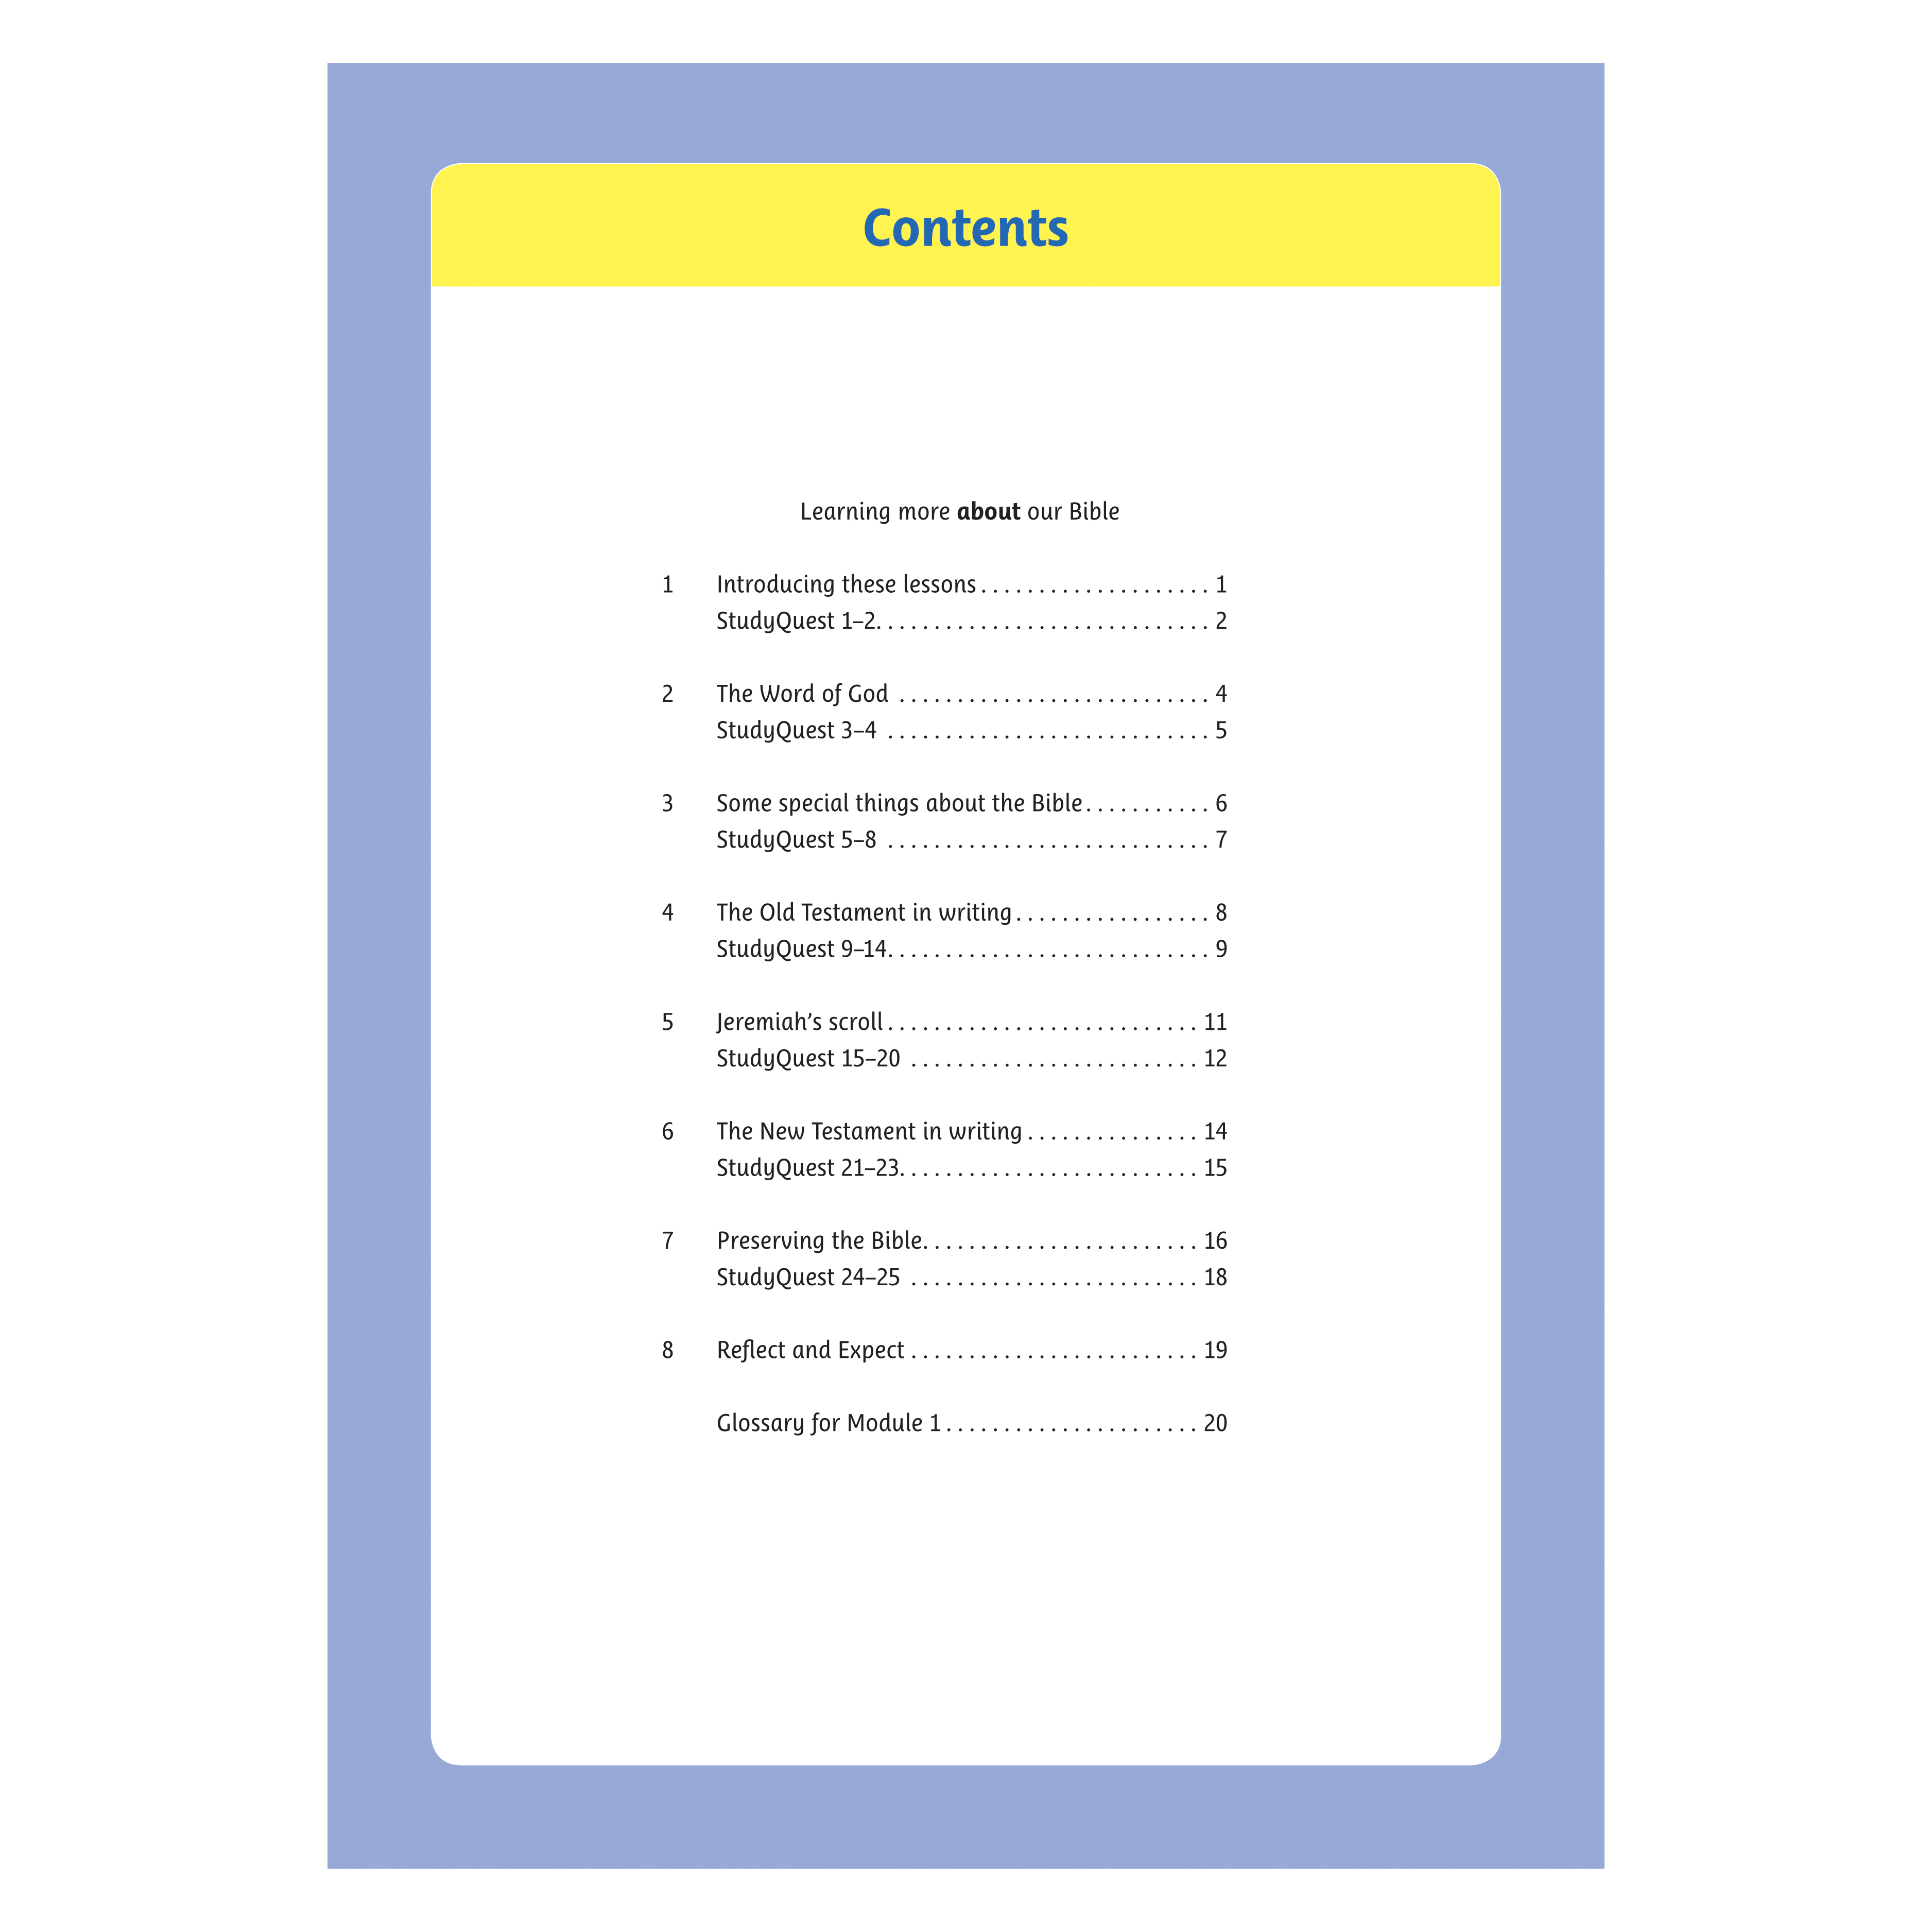 Contents
Learning more about our Bible
1 Introducing these lessons . . . . . . . . . . . . . . . . . . . . 1
StudyQuest 1–2. . . . . . . . . . . . . . . . . . . . . . . . . . . . . 2
2 The Word of God . . . . . . . . . . . . . . . . . . . . . . . . . . . 4
StudyQuest 3–4 . . . . . . . . . . . . . . . . . . . . . . . . . . . . 5
3 Some special things about the Bible . . . . . . . . . . . 6
StudyQuest 5–8 . . . . . . . . . . . . . . . . . . . . . . . . . . . . 7
4 The Old Testament in writing . . . . . . . . . . . . . . . . . 8
StudyQuest 9–14. . . . . . . . . . . . . . . . . . . . . . . . . . . . 9
5 Jeremiah’s scroll . . . . . . . . . . . . . . . . . . . . . . . . . . . 11
StudyQuest 15–20 . . . . . . . . . . . . . . . . . . . . . . . . . 12
6 The New Testament in writing . . . . . . . . . . . . . . . 14
StudyQuest 21–23. . . . . . . . . . . . . . . . . . . . . . . . . . 15
7 Preserving the Bible. . . . . . . . . . . . . . . . . . . . . . . . 16
StudyQuest 24–25 . . . . . . . . . . . . . . . . . . . . . . . . . 18
8 Reflect and Expect . . . . . . . . . . . . . . . . . . . . . . . . . 19
Glossary for Module 1 . . . . . . . . . . . . . . . . . . . . . . 20